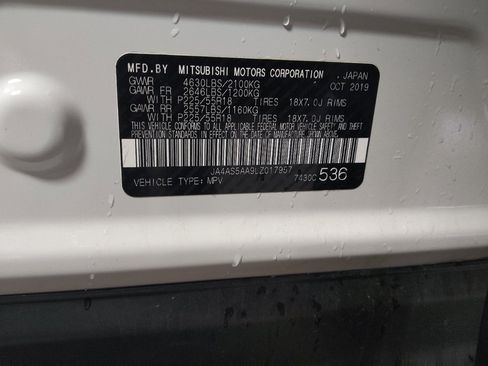 MFD.BY MITSUBISHI MOTORS CORPORATION , JAPAN
GVWR 4630LBS/2100KG OCT 2019
GAWR FR 2646LBS/1200KG
WITH P225/55R18 TIRES 18X7.0J RIMS
GAWR RR 2557LBS/1160KG
WITH P225/55R18 TIRES 18X7.0J RIMS
THIS VEHICLE CONFORMS TO ALL APPLICABLE FEDERAL MOTOR VEHICLE SAFETY AND
THEFT PREVENTION STANDARDS IN EFFECT ON THE DATE OF MANUFACTURE SHOWN ABOVE.
JA4AS5AA9LZ017957
VEHICLE TYPE: MPV 7430C 536